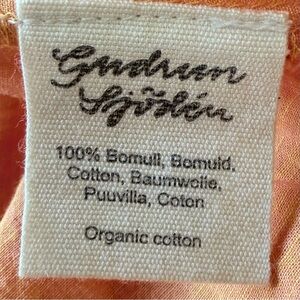 Gudrun
Sjödén
100% Bomull, Bomuld,
Cotton, Baumwolle,
Puuvilla, Coton
Organic cotton